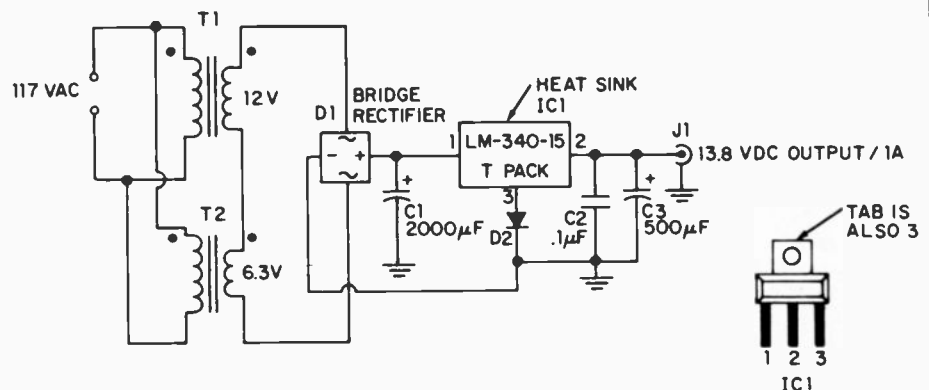 T1
117 VAC
12V
BRIDGE
RECTIFIER
D1
~
- +
~
HEAT SINK
IC1
1
LM-340-15
T PACK
2
3
J1
13.8 VDC OUTPUT / 1A
+
C1
2000µF
D2
C2
.1µF
+
C3
500µF
T2
6.3V
TAB IS
ALSO 3
1 2 3
IC1